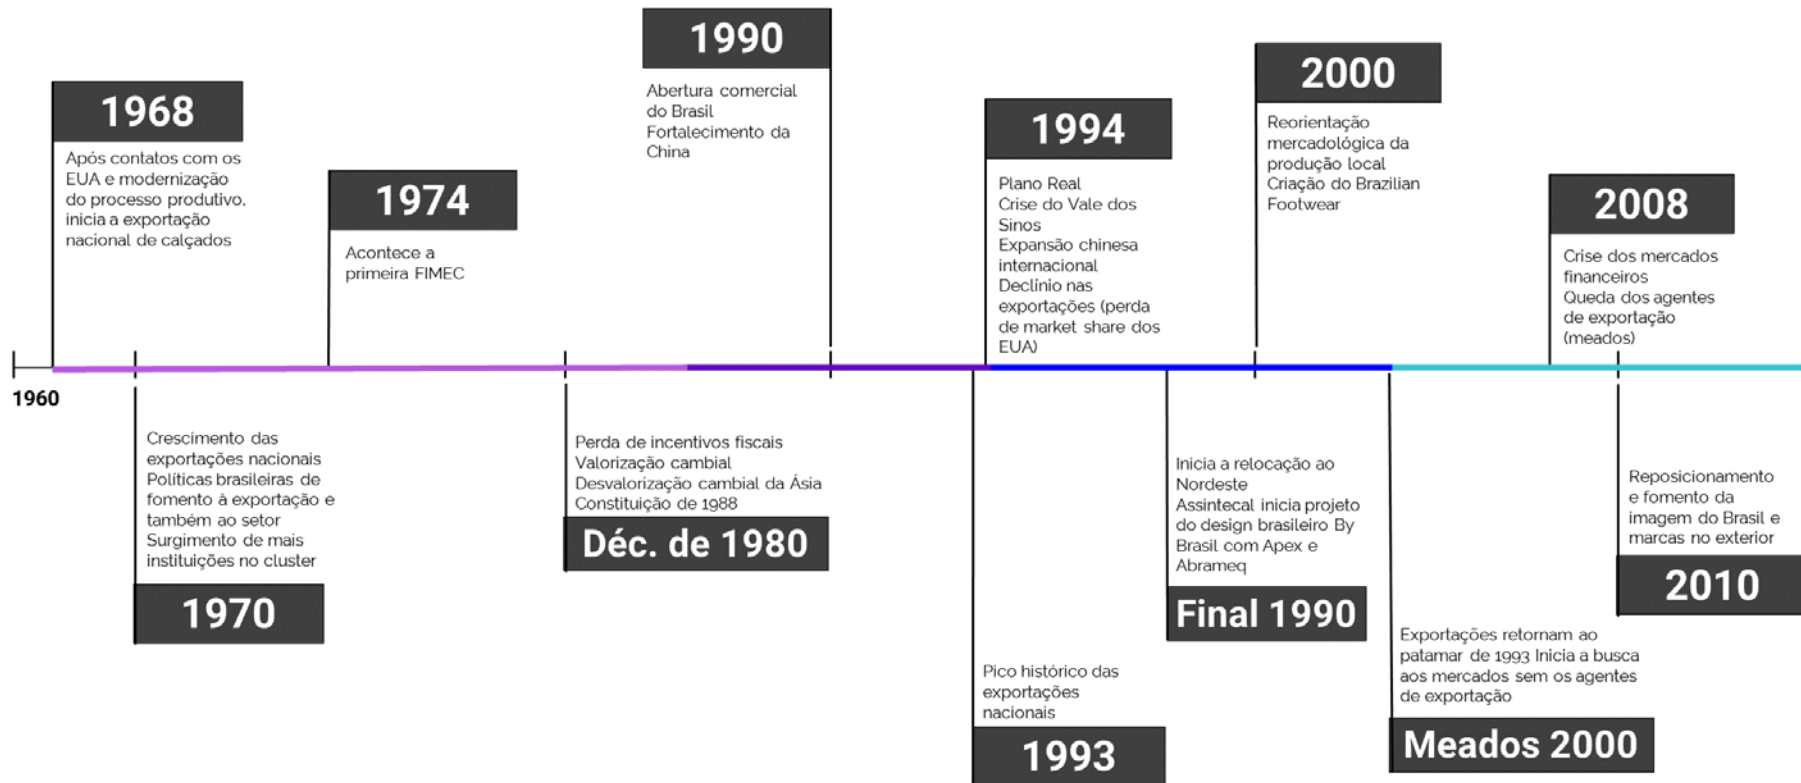 1968
Após contatos com os
EUA e modernização
do processo produtivo,
inicia a exportação
nacional de calçados
1974
Acontece a
primeira FIMEC
1990
Abertura comercial
do Brasil
Fortalecimento da
China
1994
Plano Real
Crise do Vale dos
Sinos
Expansão chinesa
internacional
Declínio nas
exportações (perda
de market share dos
EUA)
2000
Reorientação
mercadológica da
produção local
Criação do Brazilian
Footwear
2008
Crise dos mercados
financeiros
Queda dos agentes
de exportação
(meados)
1960
Crescimento das
exportações nacionais
Políticas brasileiras de
fomento à exportação e
também ao setor
Surgimento de mais
instituições no cluster
1970
Perda de incentivos fiscais
Valorização cambial
Desvalorização cambial da Ásia
Constituição de 1988
Déc. de 1980
Pico histórico das
exportações
nacionais
1993
Inicia a relocação ao
Nordeste
Assintecal inicia projeto
do design brasileiro By
Brasil com Apex e
Abrameq
Final 1990
Exportações retornam ao
patamar de 1993 Inicia a busca
aos mercados sem os agentes
de exportação
Meados 2000
Reposicionamento
e fomento da
imagem do Brasil e
marcas no exterior
2010